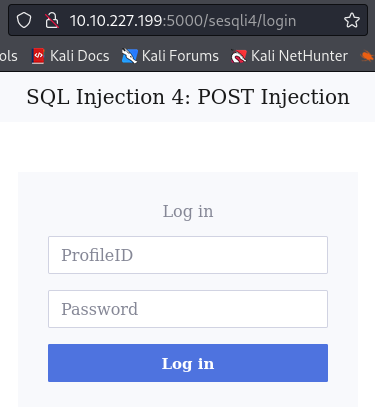 10.10.227.199:5000/sesqli4/login
ols Kali Docs Kali Forums Kali NetHunter
SQL Injection 4: POST Injection
Log in
ProfileID
Password
Log in